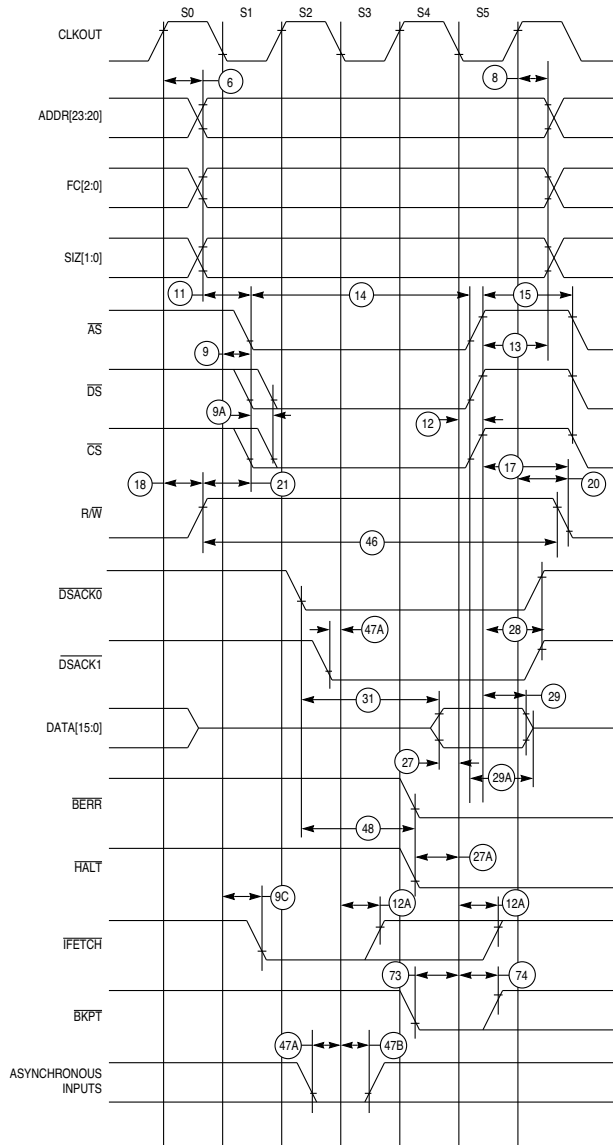 S0 S1 S2 S3 S4 S5
CLKOUT
6 8
ADDR[23:20]
FC[2:0]
SIZ[1:0]
11 14 15
AS
9 13
DS
9A 12
CS
17
18 21 20
R/W
46
DSACK0
47A 28
DSACK1
31 29
DATA[15:0]
27 29A
BERR
48
27A
HALT
9C 12A 12A
IFETCH
73 74
BKPT
47A 47B
ASYNCHRONOUS
INPUTS